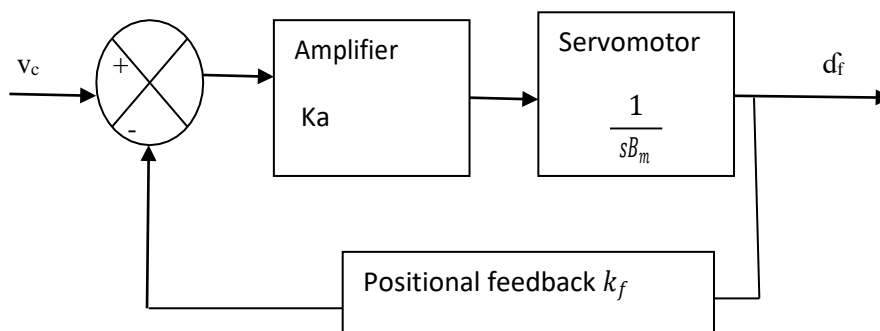 v_c
+
-
Amplifier
Ka
Servomotor
1
sB_m
d_f
Positional feedback k_f